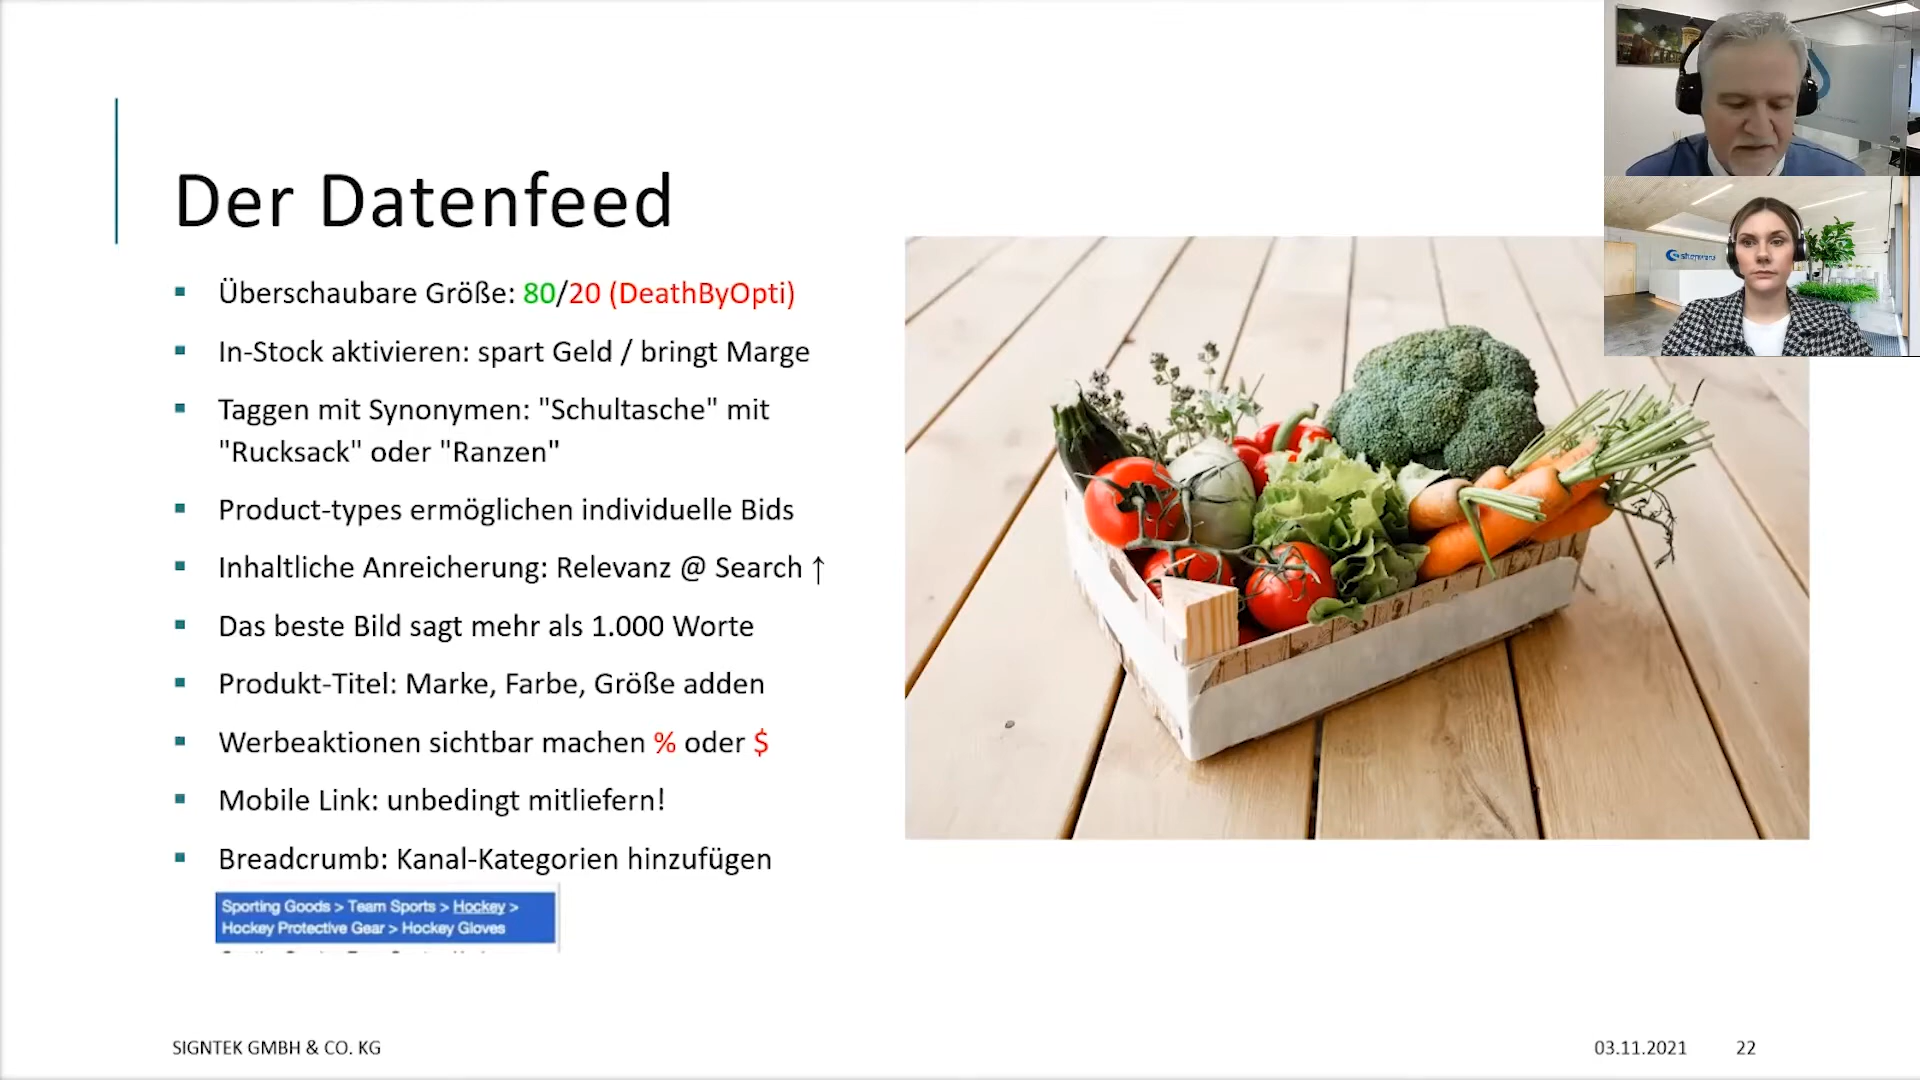 Der Datenfeed
Überschaubare Größe: 80/20 (DeathByOpti)
In-Stock aktivieren: spart Geld / bringt Marge
Taggen mit Synonymen: "Schultasche" mit
"Rucksack" oder "Ranzen"
Product-types ermöglichen individuelle Bids
Inhaltliche Anreicherung: Relevanz @ Search ↑
Das beste Bild sagt mehr als 1.000 Worte
Produkt-Titel: Marke, Farbe, Größe adden
Werbeaktionen sichtbar machen % oder $
Mobile Link: unbedingt mitliefern!
Breadcrumb: Kanal-Kategorien hinzufügen
Sporting Goods > Team Sports > Hockey >
Hockey Protective Gear > Hockey Gloves
SIGNTEK GMBH & CO. KG
03.11.2021
22